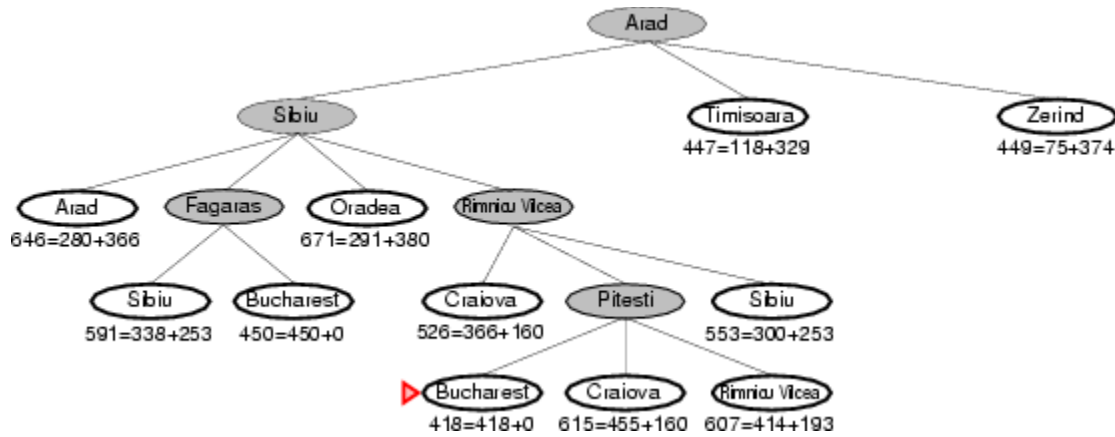 Arad
Sibiu
Timisoara
Zerind
447=118+329
449=75+374
Arad
Fagaras
Oradea
Rimnicu Vilcea
646=280+366
671=291+380
Sibiu
Bucharest
Craiova
Pitesti
Sibiu
591=338+253
450=450+0
526=366+160
553=300+253
Bucharest
Craiova
Rimnicu Vilcea
418=418+0
615=455+160
607=414+193